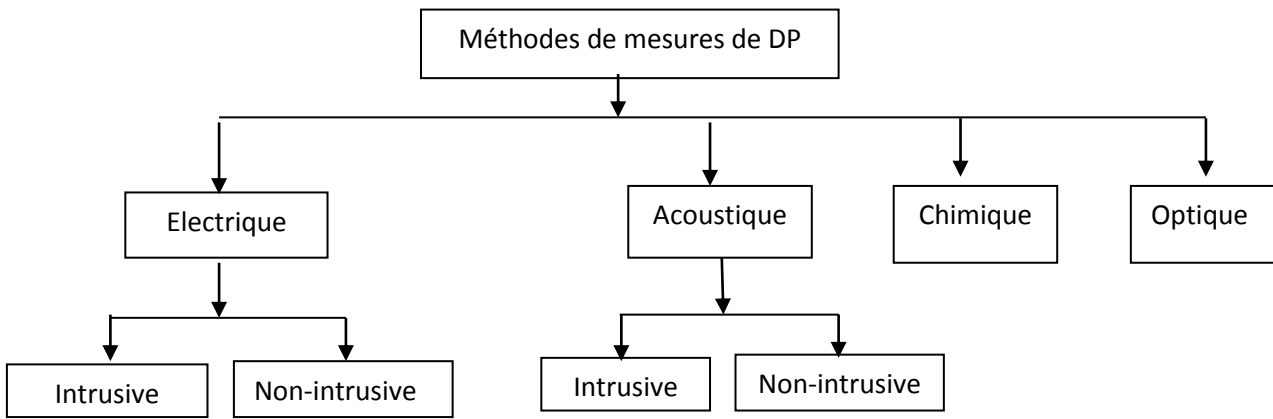 Méthodes de mesures de DP
Electrique
Acoustique
Chimique
Optique
Intrusive
Non-intrusive
Intrusive
Non-intrusive